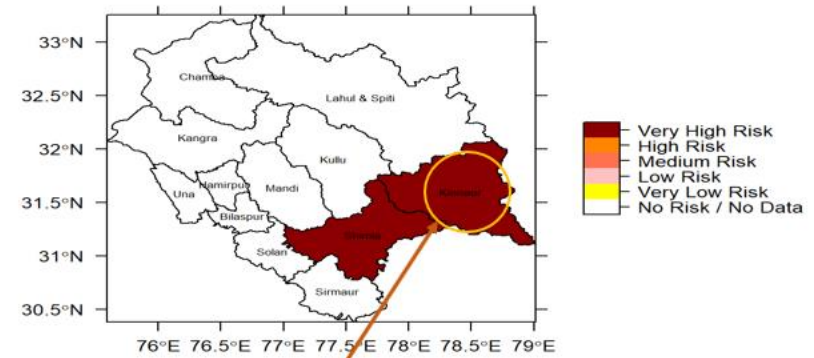 33°N
32.5°N
32°N
31.5°N
31°N
30.5°N
Chamba
Lahul & Spiti
Kangra
Kullu
Hamirpur
Una
Mandi
Kinnaur
Bilaspur
Shimla
Solan
Sirmaur
76°E 76.5°E 77°E 77.5°E 78°E 78.5°E 79°E
Very High Risk
High Risk
Medium Risk
Low Risk
Very Low Risk
No Risk / No Data